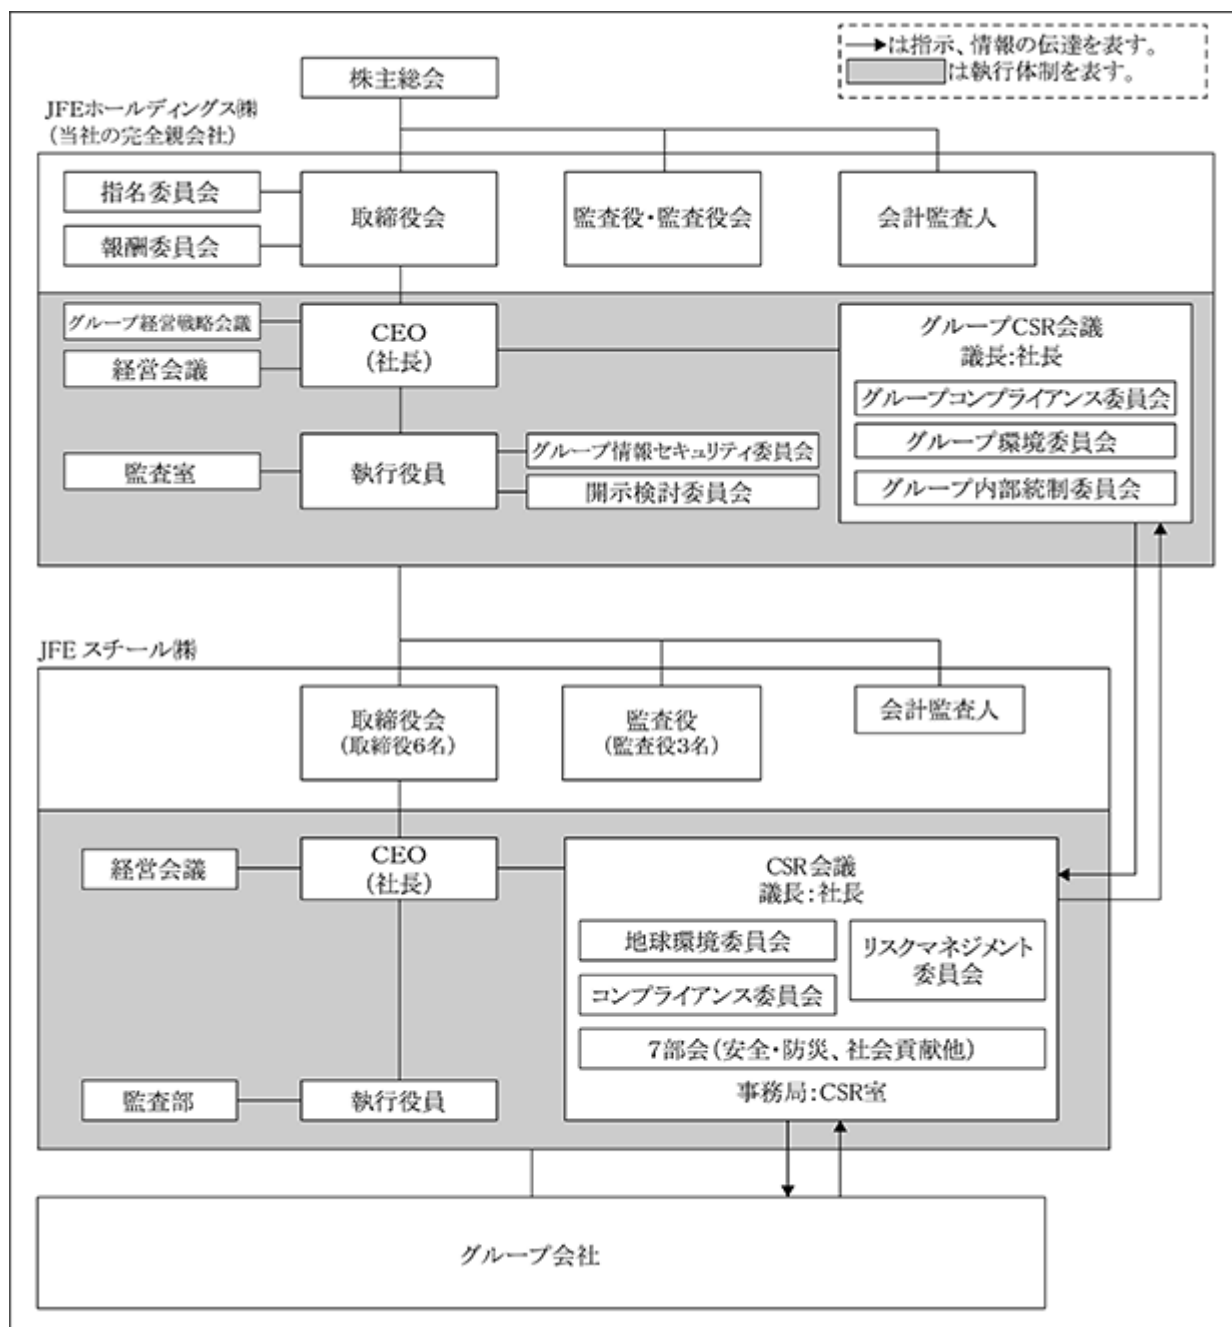 →は指示、情報の伝達を表す。
は執行体制を表す。
株主総会
JFEホールディングス㈱
(当社の完全親会社)
指名委員会
報酬委員会
取締役会
監査役・監査役会
会計監査人
グループ経営戦略会議
経営会議
CEO
(社長)
グループCSR会議
議長:社長
グループコンプライアンス委員会
グループ環境委員会
グループ内部統制委員会
監査室
執行役員
グループ情報セキュリティ委員会
開示検討委員会
JFE スチール㈱
取締役会
(取締役6名)
監査役
(監査役3名)
会計監査人
経営会議
CEO
(社長)
CSR会議
議長:社長
地球環境委員会
コンプライアンス委員会
リスクマネジメント
委員会
7部会(安全・防災、社会貢献他)
事務局:CSR室
監査部
執行役員
グループ会社